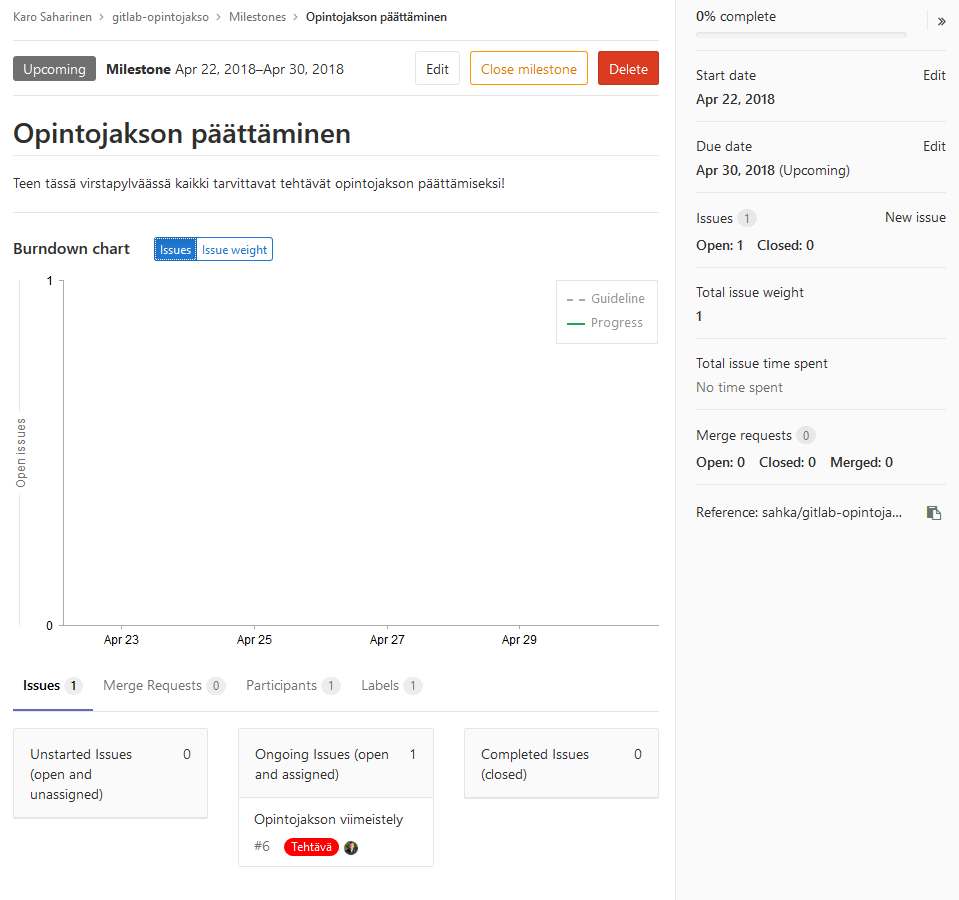 Karo Saharinen > gitlab-opintojakso > Milestones > Opintojakson päättäminen
Upcoming Milestone Apr 22, 2018–Apr 30, 2018 Edit Close milestone Delete
Opintojakson päättäminen
Teen tässä virstapylväässä kaikki tarvittavat tehtävät opintojakson päättämiseksi!
Burndown chart Issues Issue weight
1
Guideline
Progress
Open issues
0
Apr 23 Apr 25 Apr 27 Apr 29
Issues 1 Merge Requests 0 Participants 1 Labels 1
Unstarted Issues 0
(open and
unassigned)
Ongoing Issues (open 1
and assigned)
Opintojakson viimeistely
#6 Tehtävä
Completed Issues 0
(closed)
0% complete »
Start date Edit
Apr 22, 2018
Due date Edit
Apr 30, 2018 (Upcoming)
Issues 1 New issue
Open: 1 Closed: 0
Total issue weight
1
Total issue time spent
No time spent
Merge requests 0
Open: 0 Closed: 0 Merged: 0
Reference: sahka/gitlab-opintoja...